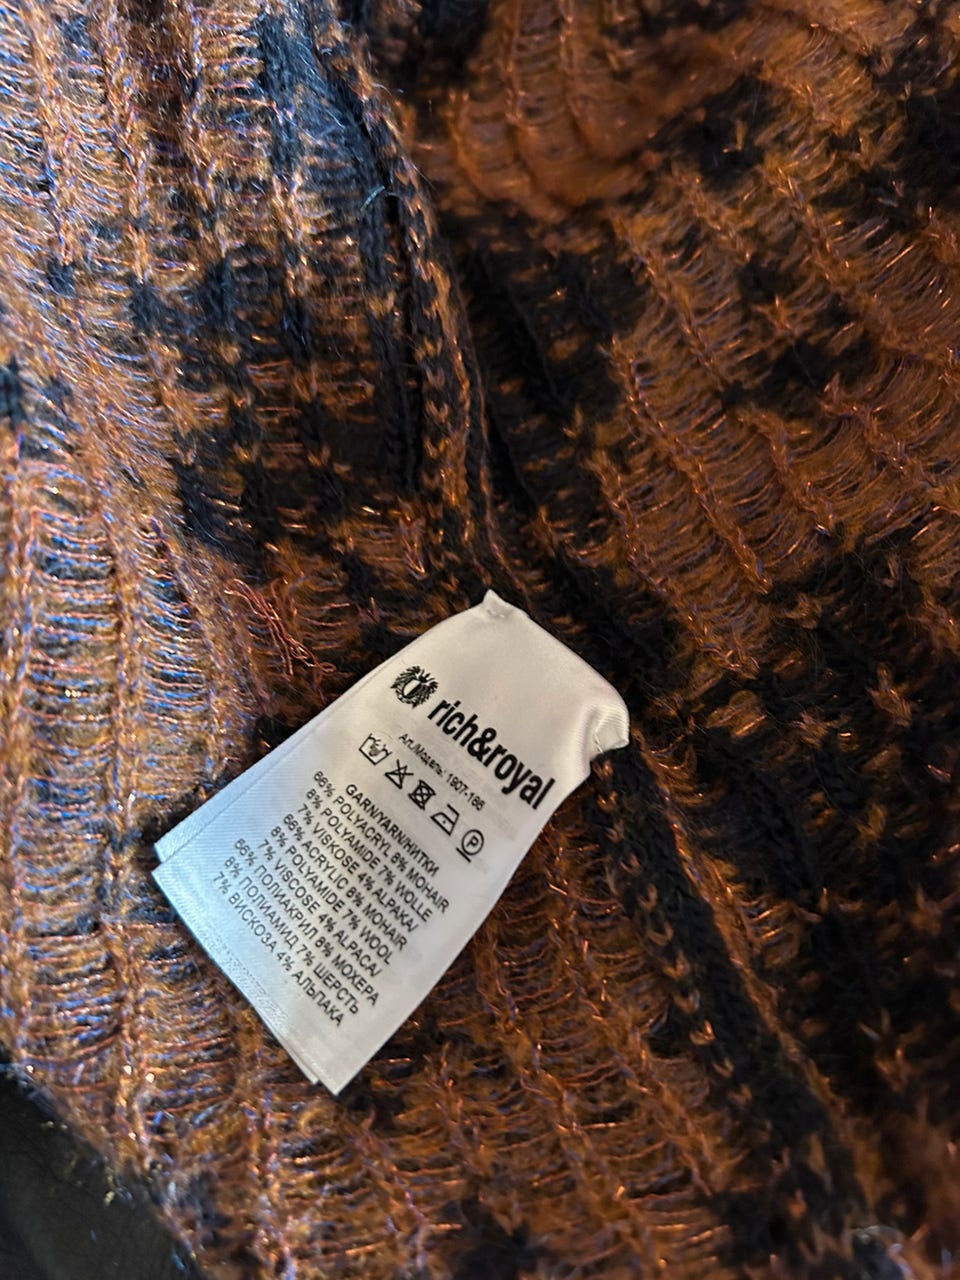 rich&royal
Art./Модель: 1907-166
P
GARN/YARN/НИТКИ
66% POLYACRYL 8% MOHAIR
8% POLYAMIDE 7% WOLLE
7% VISKOSE 4% ALPAKA/
66% ACRYLIC 8% MOHAIR
8% POLYAMIDE 7% WOOL
7% VISCOSE 4% ALPACA/
66% ПОЛИАКРИЛ 8% МОХЕРА
8% ПОЛИАМИД 7% ШЕРСТЬ
7% ВИСКОЗА 4% АЛЬПАКА